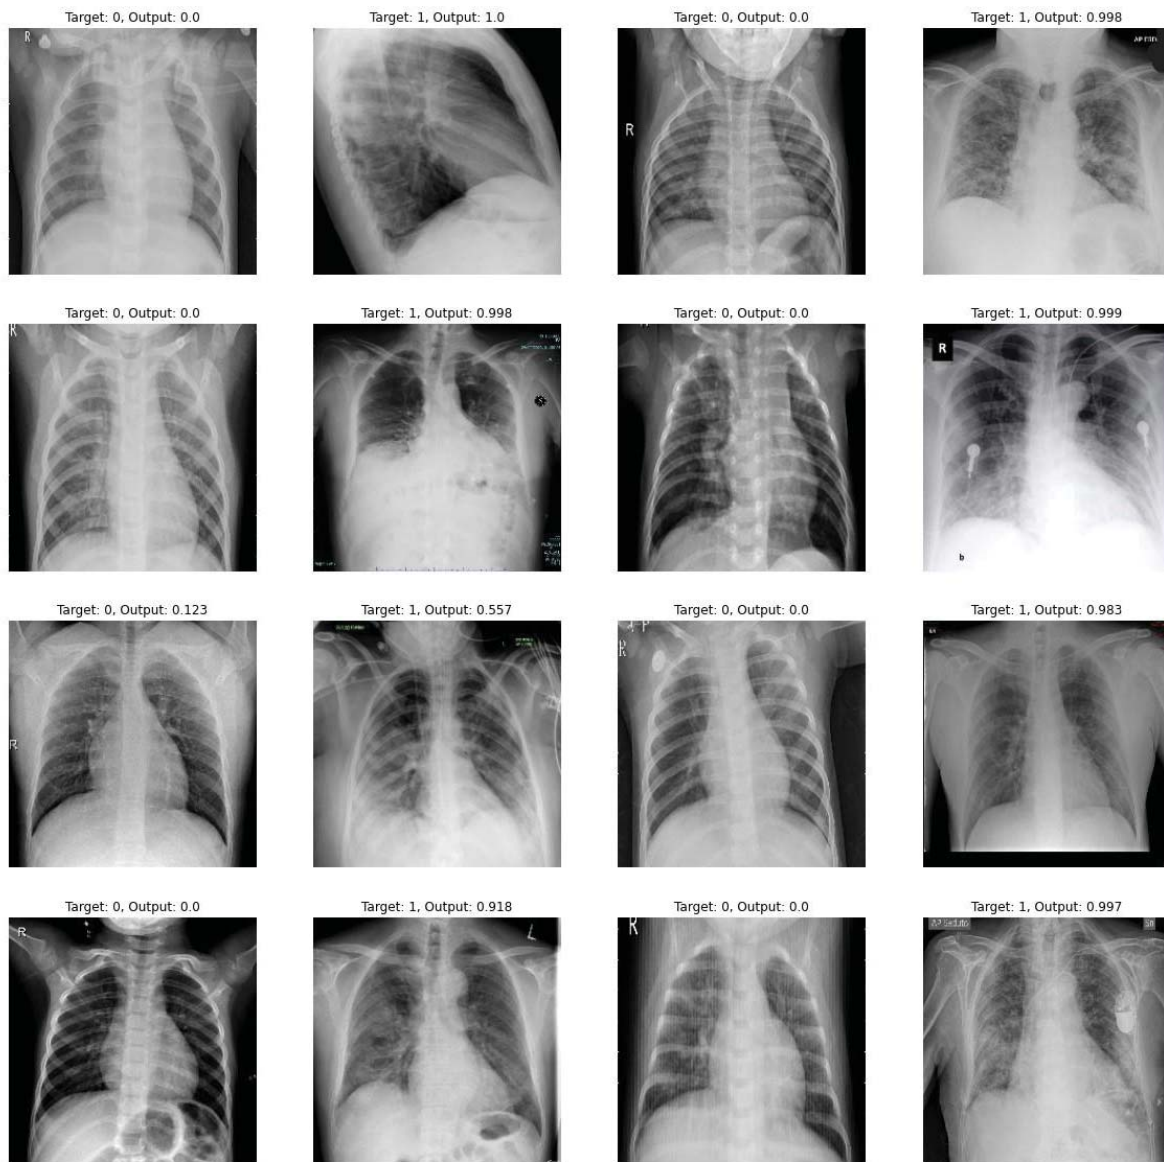 Target: 0, Output: 0.0
Target: 1, Output: 1.0
Target: 0, Output: 0.0
Target: 1, Output: 0.998
R
R
Target: 0, Output: 0.0
Target: 1, Output: 0.998
Target: 0, Output: 0.0
Target: 1, Output: 0.999
R
R
b
Target: 0, Output: 0.123
Target: 1, Output: 0.557
Target: 0, Output: 0.0
Target: 1, Output: 0.983
R
R
Target: 0, Output: 0.0
Target: 1, Output: 0.918
Target: 0, Output: 0.0
Target: 1, Output: 0.997
R
L
R